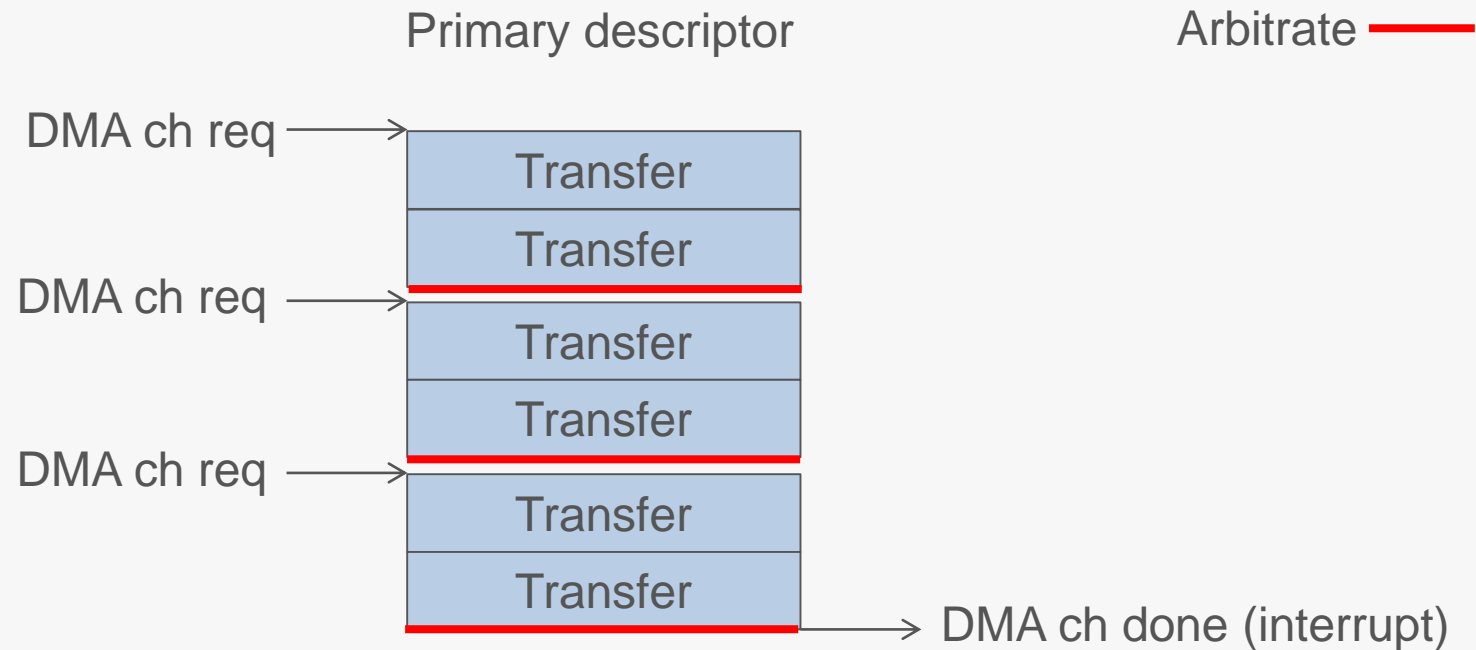 Primary descriptor
Arbitrate
DMA ch req
Transfer
Transfer
DMA ch req
Transfer
Transfer
DMA ch req
Transfer
Transfer
DMA ch done (interrupt)